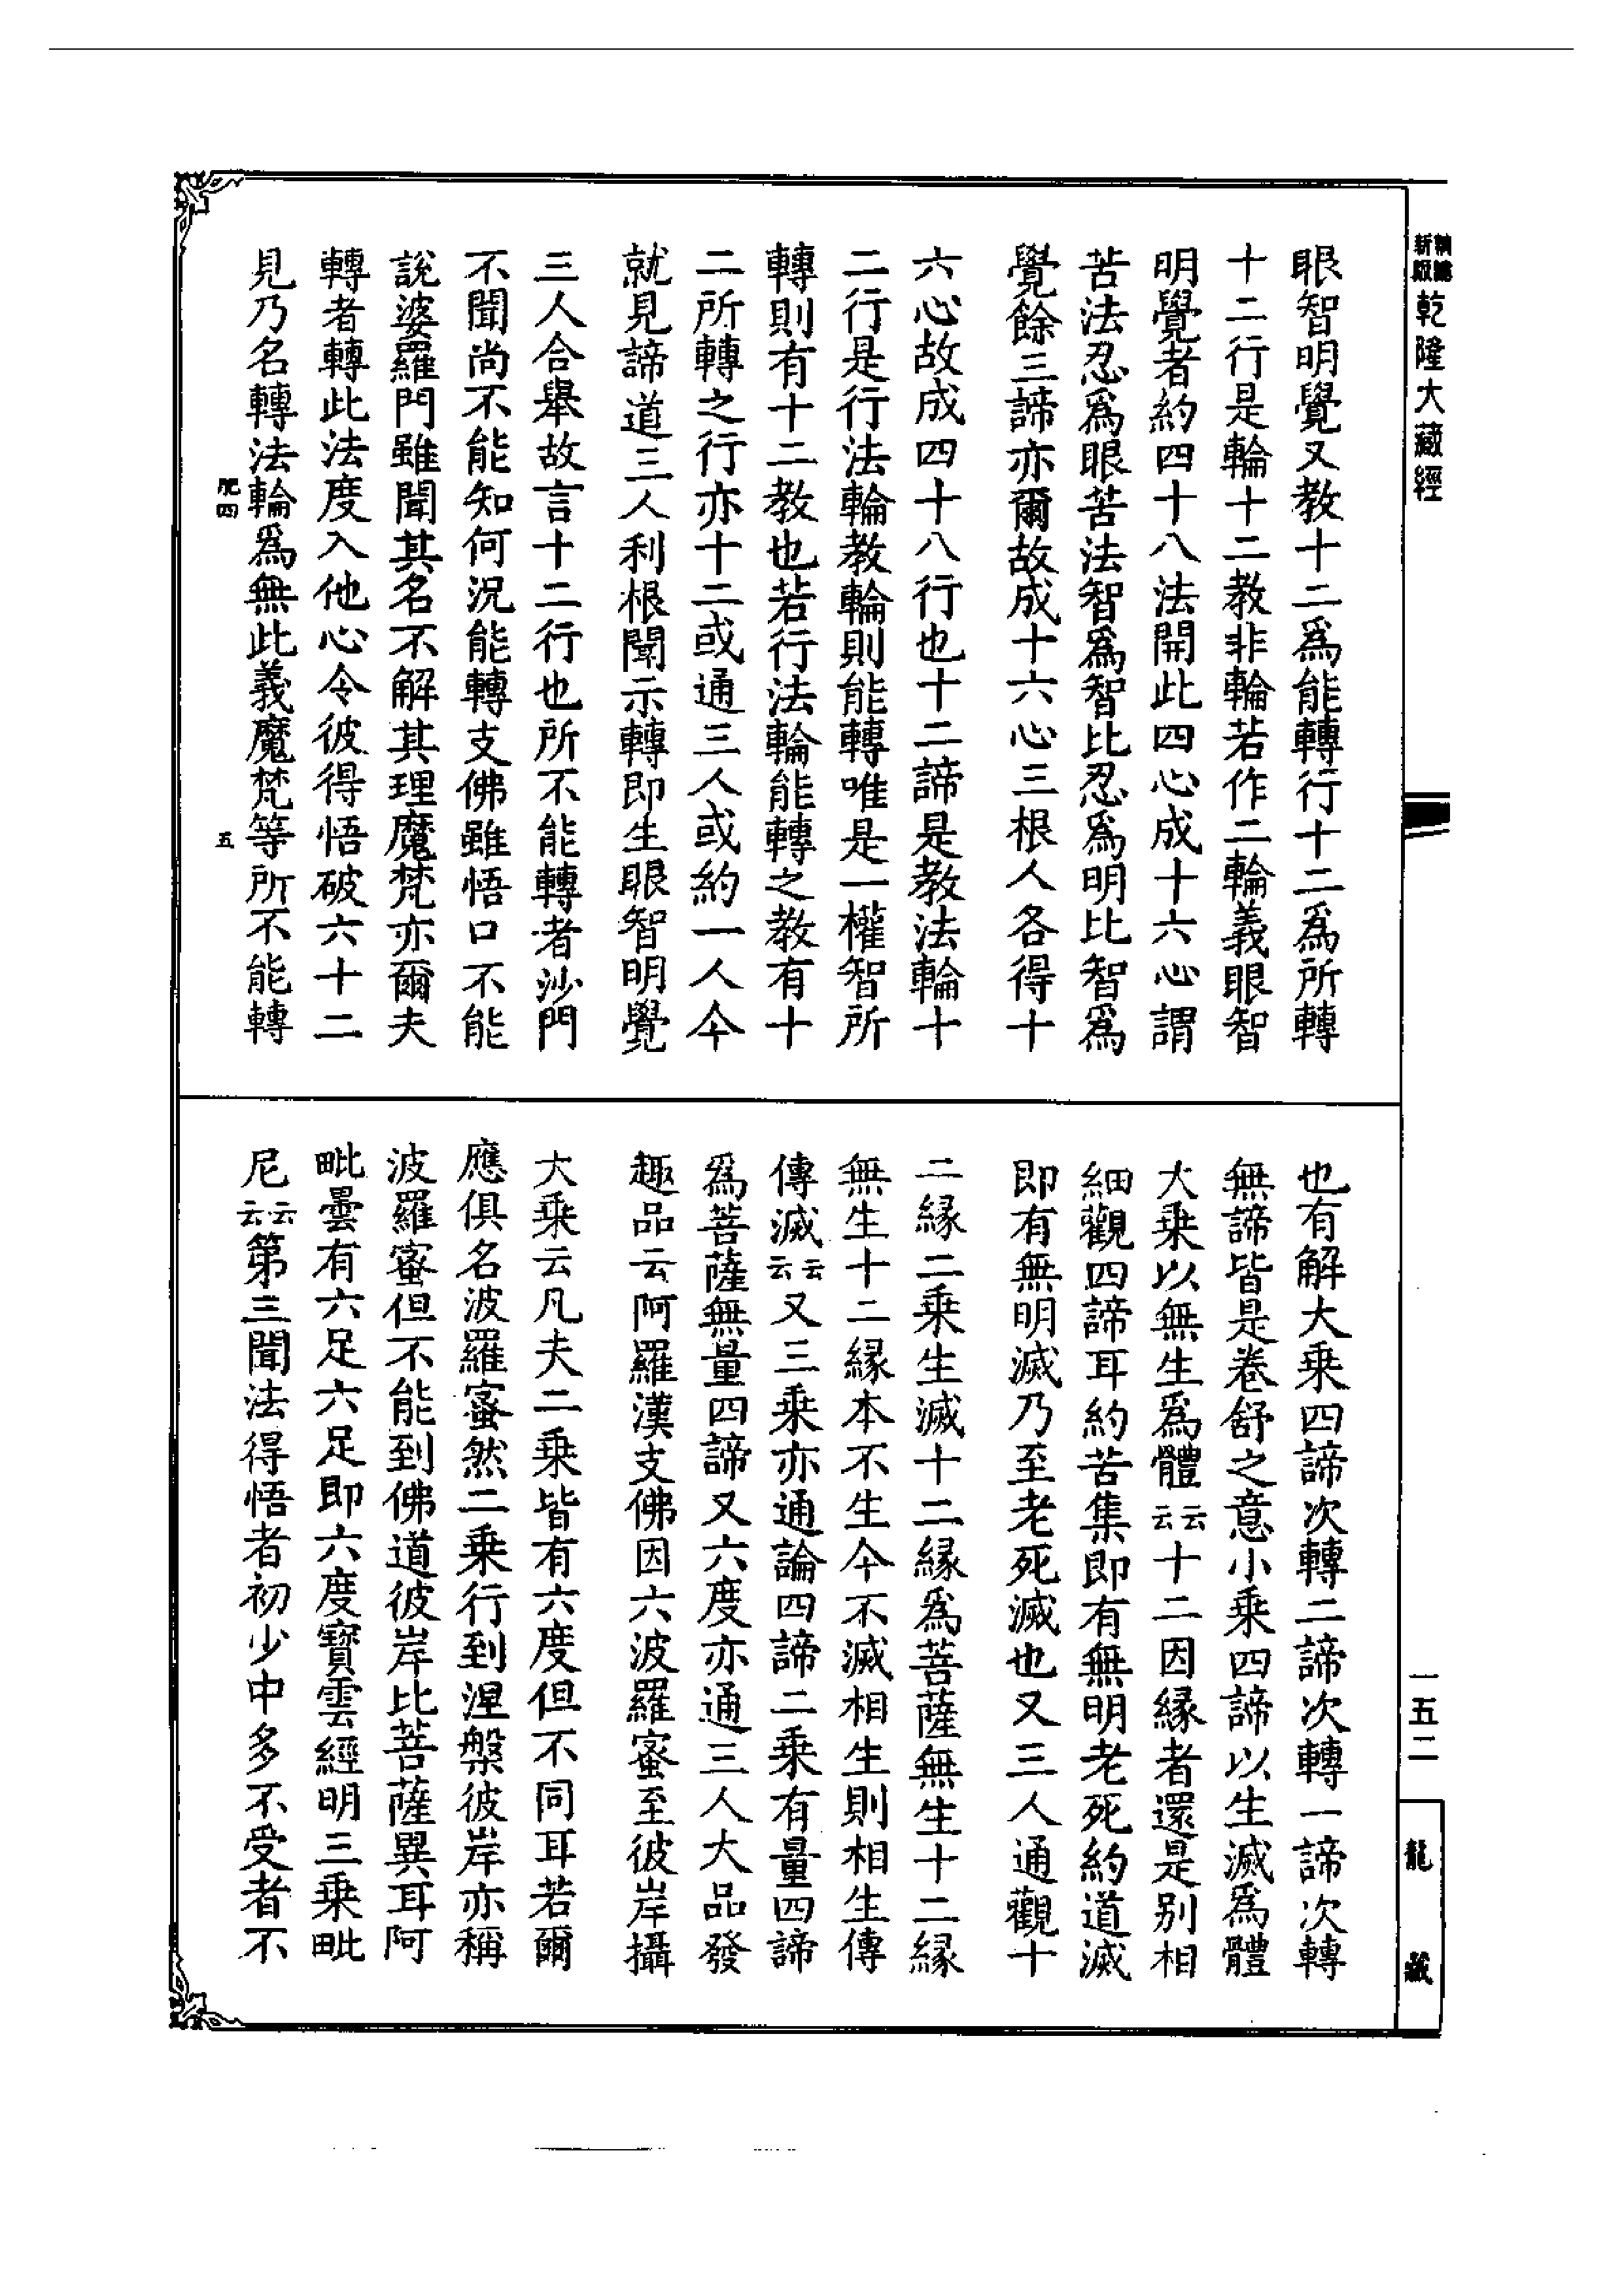 新版
乾隆大藏經
眼智明覺又教十二爲能轉行十二爲所轉
十二行是輪十二教非輪若作二輪義眼智
明覺者約四十八法開此四心成十六心謂
苦法忍爲眼苦法智爲智比忍爲明比智爲
覺餘三諦亦爾故成十六心三根人各得十
六心故成四十八行也十二諦是教法輪十
二行是行法輪教輪則能轉唯是一權智所
轉則有十二教也若行法輪能轉之教有十
二所轉之行亦十二或通三人或約一人今
就見諦道三人利根聞示轉即生眼智明覺
三人合舉故言十二行也所不能轉者沙門
不聞尚不能知何況能轉支佛雖悟口不能
說婆羅門雖聞其名不解其理魔梵亦爾夫
轉者轉此法度入他心令彼得悟破六十二
見乃名轉法輪爲無此義魔梵等所不能轉
肥四
五
也有解大乘四諦次轉二諦次轉一諦次轉
無諦皆是卷舒之意小乘四諦以生滅爲體
大乘以無生爲體云云十二因緣者還是别相
細觀四諦耳約苦集即有無明老死約道滅
即有無明滅乃至老死滅也又三人通觀十
二緣二乘生滅十二緣爲菩薩無生十二緣
無生十二緣本不生今不滅相生則相生傳
傳滅云云又三乘亦通論四諦二乘有量四諦
爲菩薩無量四諦又六度亦通三人大品發
趣品云阿羅漢支佛因六波羅蜜至彼岸攝
大乘云凡夫二乘皆有六度但不同耳若爾
應俱名波羅蜜然二乘行到涅槃彼岸亦稱
波羅蜜但不能到佛道彼岸比菩薩異耳阿
毗曇有六足六足即六度寶雲經明三乘毗
尼云云第三聞法得悟者初少中多不受者不
一五二
龍藏